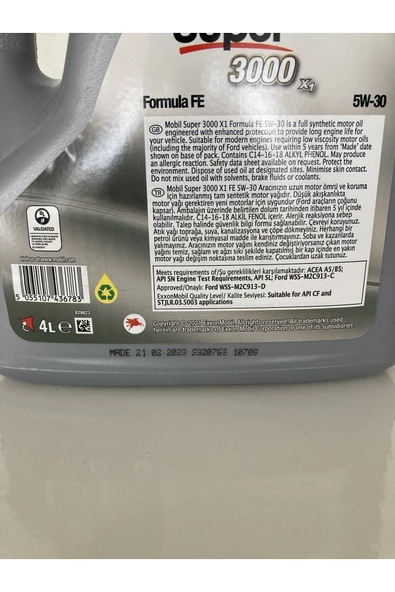 Super
3000 X1
Formula FE 5W-30
GB Mobil Super 3000 X1 Formula FE 5W-30 is a full synthetic motor oil
engineered with enhanced protection to provide long engine life for
your vehicle. Suitable for modern engines requiring low viscosity motor oils
(including the majority of Ford vehicles). Use within 5 years from 'Made' date
shown on base of pack. Contains C14-16-18 ALKYL PHENOL. May produce
an allergic reaction. Safety data sheet available on request. Protect the
environment. Dispose of used oil at designated sites. Minimise skin contact.
Do not mix used oil with solvents, brake fluids or coolants.
TR Mobil Super 3000 X1 FE 5W-30 Aracınızın uzun motor ömrü ve koruma
için hazırlanmış tam sentetik motor yağıdır. Düşük akışkanlıkta
motor yağı gerektiren yeni motorlar için uygundur (Ford araçların çoğunu
kapsar). Ambalajın üzerinde belirtilen dolum tarihinden itibaren 5 yıl içinde
kullanılmalıdır. C14-16-18 ALKİL FENOL içerir. Alerjik reaksiyona sebep
olabilir. Talep halinde güvenlik bilgi formu sağlanabilir. Çevreyi koruyunuz.
Atık yağı toprağa, suya, kanalizasyona ve çöpe dökmeyiniz. Herhangi bir
petrol ürünü veya kimyasal madde ile karıştırmayınız. Soba ve kazanlarda
yakmayınız. Aracınızın motor yağını kendiniz değiştiriyorsanız çıkan motor
yağını temas, değişim, sağlam ve ağzı sıkı şekilde kapatılmış bir kap içinde en
yakın yetkili servise teslim ediniz. Çocuklardan uzak tutunuz.
Meets requirements of/Şu gereklilikleri karşılamaktadır: ACEA A5/B5;
API SN Engine Test Requirements, API SL; Ford WSS-M2C913-C
Approved/Onaylı: Ford WSS-M2C913-D
ExxonMobil Quality Level/ Kalite Seviyesi: Suitable for API CF and
STJLR.03.5003 applications
VALIDATED
5 055107 436783
829823
4L e
Copyright © 2021 ExxonMobil. All rights reserved. All trademarks used
herein are trademarks of Exxon Mobil Corporation or one of its subsidiaries.
MADE 21-02-2023 S320753 10706